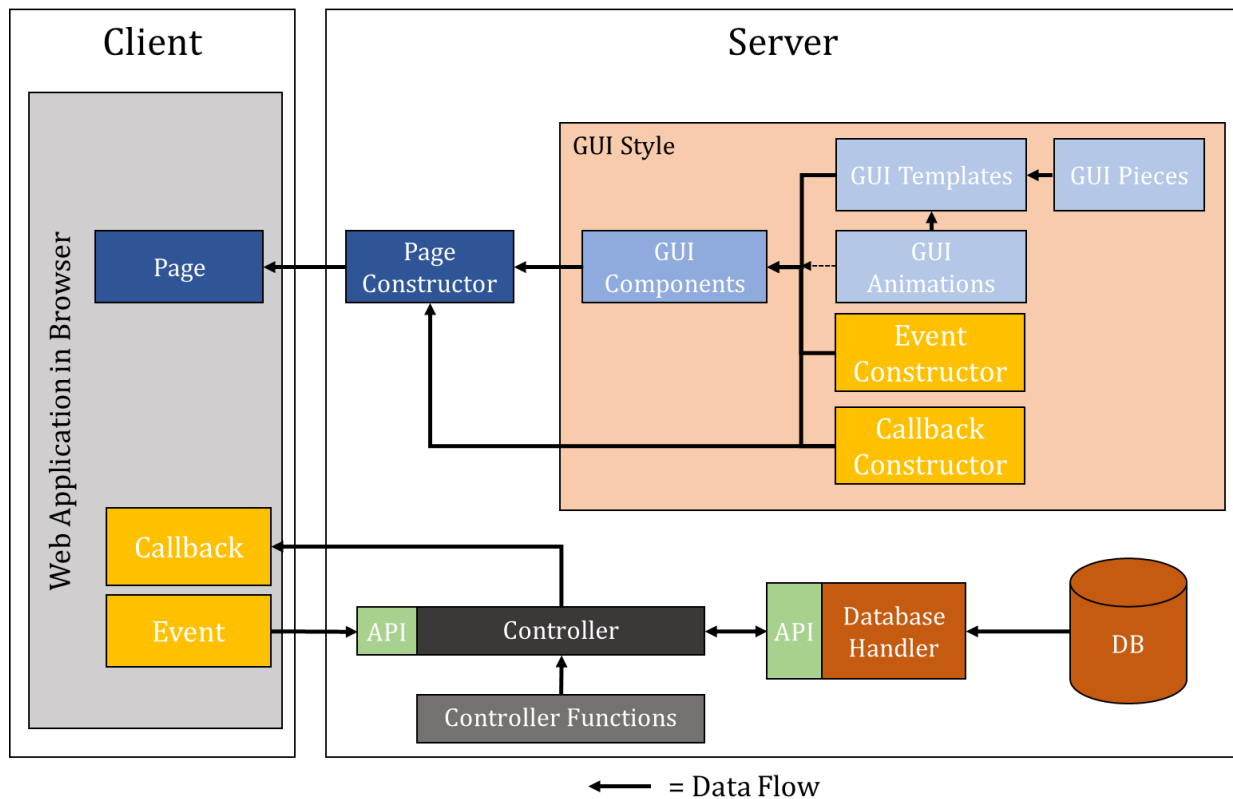 Client
Server
Web Application in Browser
GUI Style
GUI Templates
GUI Pieces
Page
Page
Constructor
GUI
Components
GUI
Animations
Event
Constructor
Callback
Constructor
Callback
Event
API
Controller
API
Database
Handler
DB
Controller Functions
= Data Flow